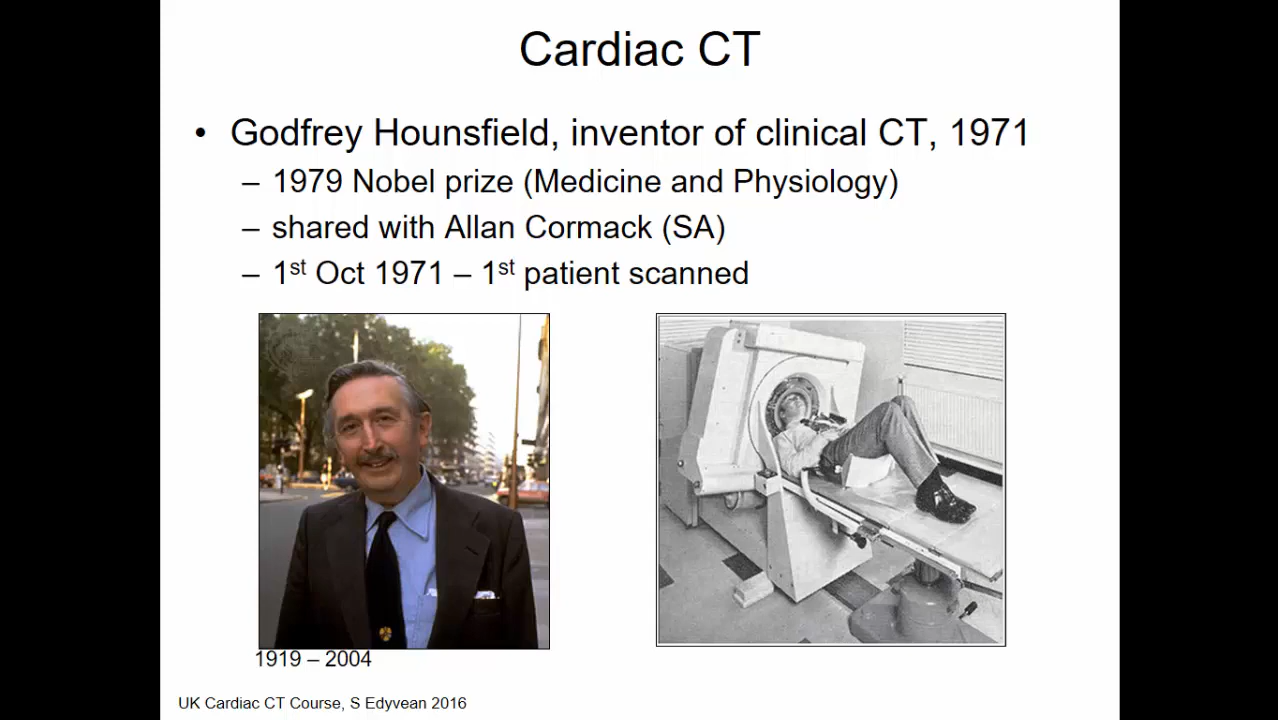 Cardiac CT
• Godfrey Hounsfield, inventor of clinical CT, 1971
– 1979 Nobel prize (Medicine and Physiology)
– shared with Allan Cormack (SA)
– 1st Oct 1971 – 1st patient scanned
1919 – 2004
UK Cardiac CT Course, S Edyvean 2016